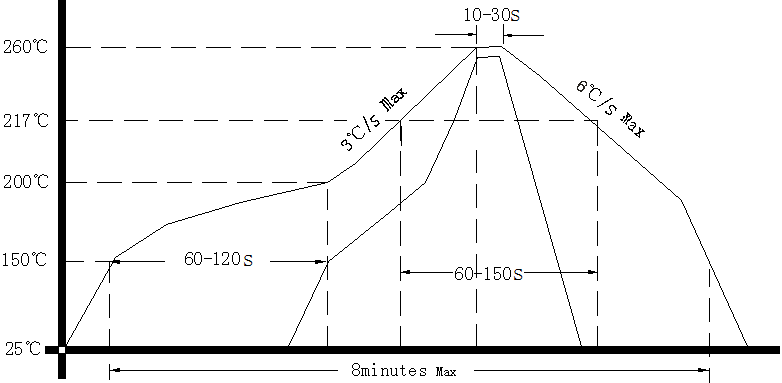 10-30S
260℃
3℃/s Max
6℃/s Max
217℃
200℃
150℃
60-120S
60-150S
25℃
8minutes Max